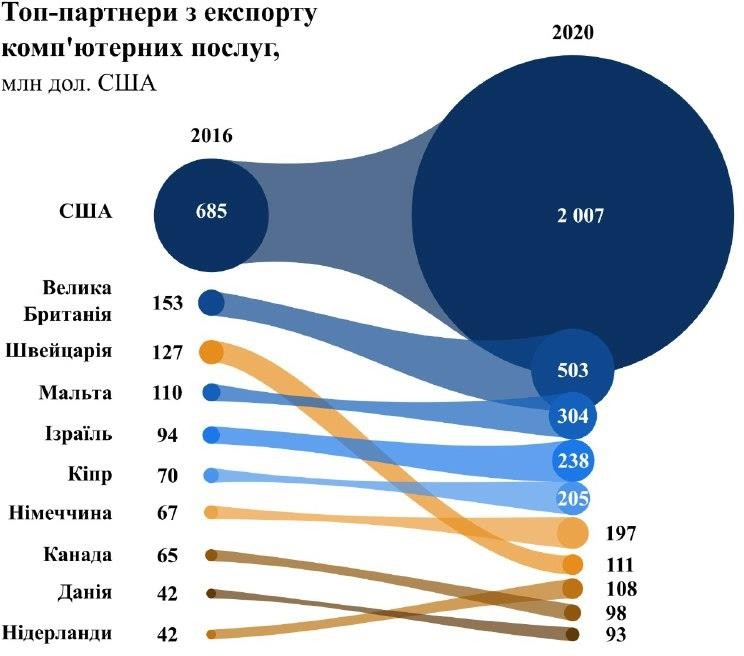 Топ-партнери з експорту
комп'ютерних послуг,
млн дол. США
2016
2020
США
685
2 007
Велика
Британія
153
503
Швейцарія
127
Мальта
110
304
Ізраїль
94
238
Кіпр
70
205
Німеччина
67
197
111
Канада
65
108
98
Данія
42
93
Нідерланди
42